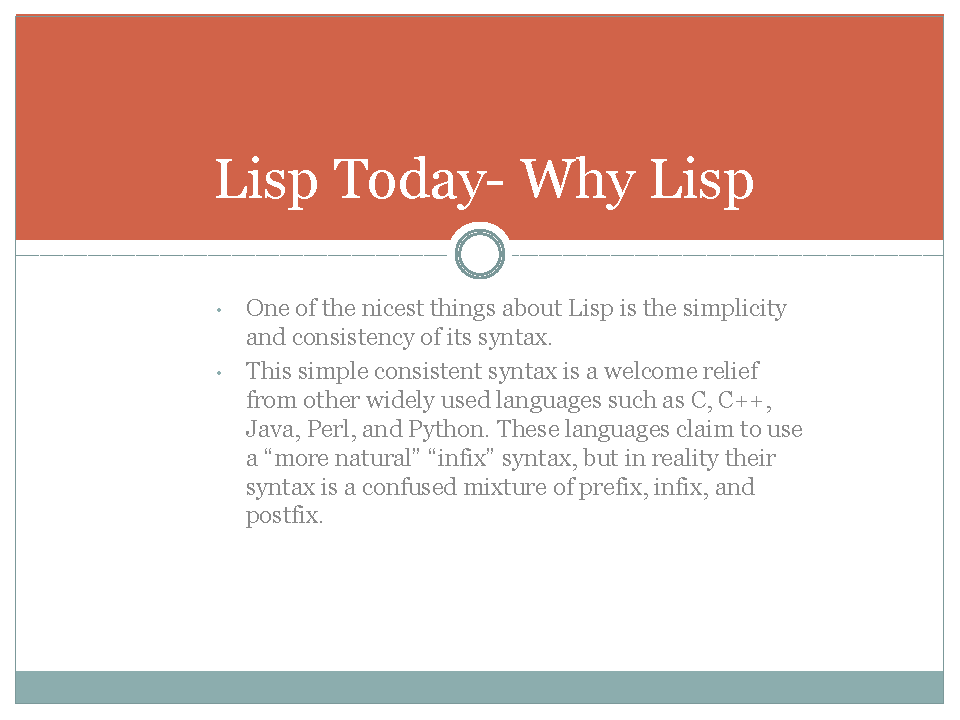 Lisp Today- Why Lisp
• One of the nicest things about Lisp is the simplicity
and consistency of its syntax.
• This simple consistent syntax is a welcome relief
from other widely used languages such as C, C++,
Java, Perl, and Python. These languages claim to use
a “more natural” “infix” syntax, but in reality their
syntax is a confused mixture of prefix, infix, and
postfix.